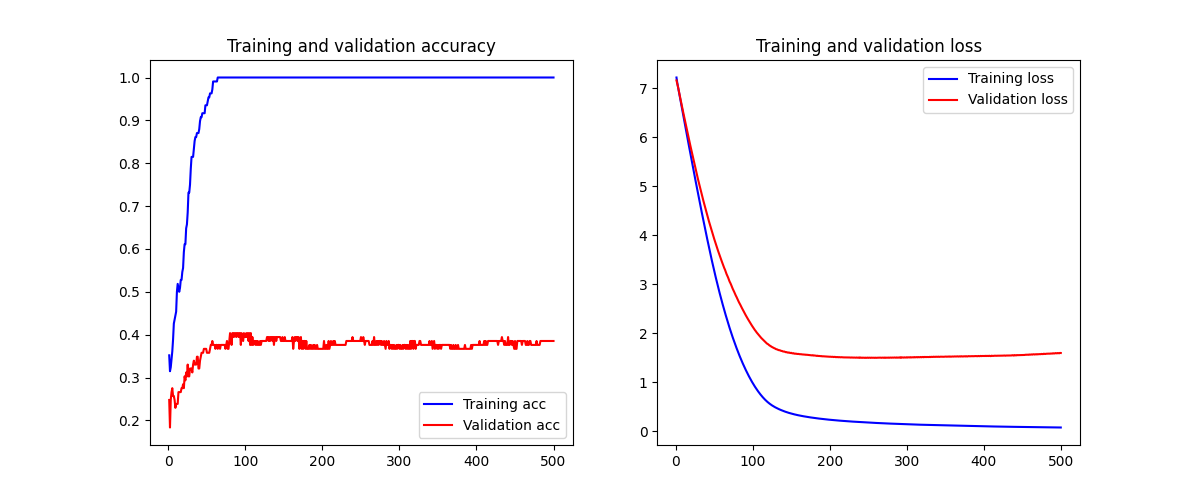 Training and validation accuracy
1.0
0.9
0.8
0.7
0.6
0.5
0.4
0.3
0.2
Training acc
Validation acc
0 100 200 300 400 500
Training and validation loss
Training loss
Validation loss
7
6
5
4
3
2
1
0
0 100 200 300 400 500